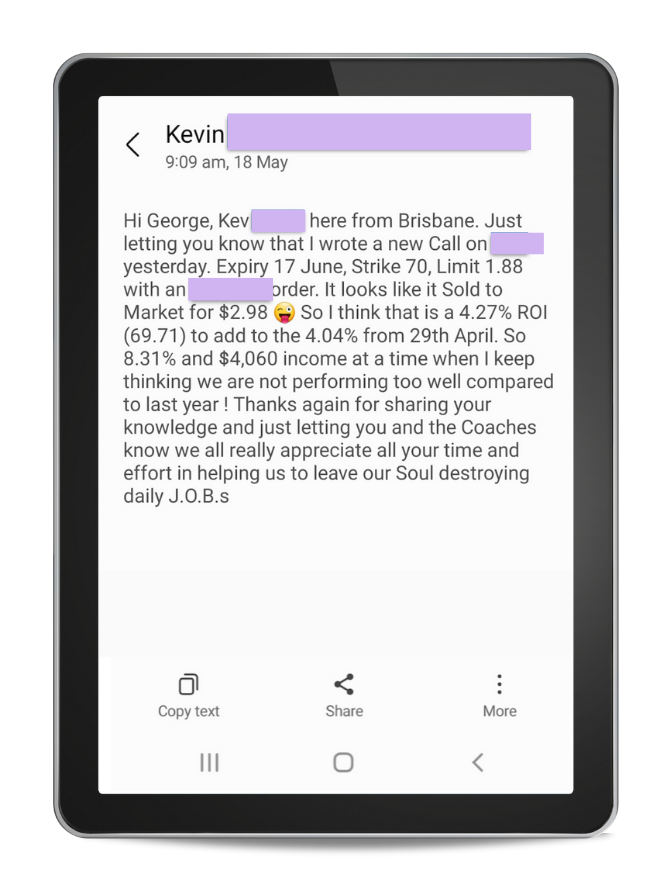 Kevin
9:09 am, 18 May
Hi George, Kev here from Brisbane. Just
letting you know that I wrote a new Call on
yesterday. Expiry 17 June, Strike 70, Limit 1.88
with an order. It looks like it Sold to
Market for $2.98 😜 So I think that is a 4.27% ROI
(69.71) to add to the 4.04% from 29th April. So
8.31% and $4,060 income at a time when I keep
thinking we are not performing too well compared
to last year ! Thanks again for sharing your
knowledge and just letting you and the Coaches
know we all really appreciate all your time and
effort in helping us to leave our Soul destroying
daily J.O.B.s
Copy text
Share
More